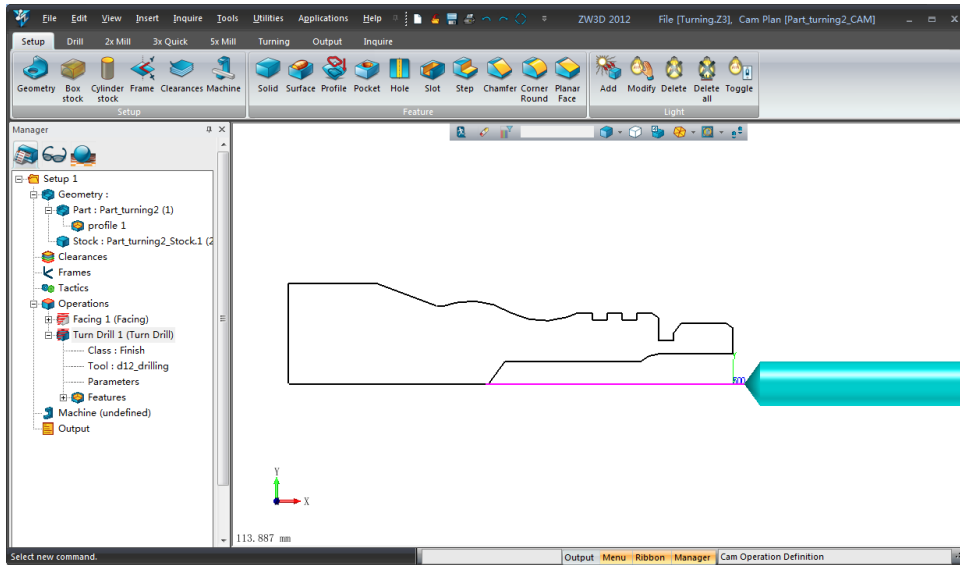 File Edit View Insert Inquire Tools Utilities Applications Help ZW3D 2012 File [Turning.Z3], Cam Plan [Part_turning2_CAM]
Setup Drill 2x Mill 3x Quick 5x Mill Turning Output Inquire
Geometry Box stock Cylinder stock Frame Clearances Machine Solid Surface Profile Pocket Hole Slot Step Chamfer Corner Round Planar Face Add Modify Delete Delete all Toggle
Setup Feature Light
Manager
Setup 1
Geometry :
Part : Part_turning2 (1)
profile 1
Stock : Part_turning2_Stock.1 (2
Clearances
Frames
Tactics
Operations
Facing 1 (Facing)
Turn Drill 1 (Turn Drill)
Class : Finish
Tool : d12_drilling
Parameters
Features
Machine (undefined)
Output
Y
X
113.887 mm
Select new command. Output Menu Ribbon Manager Cam Operation Definition